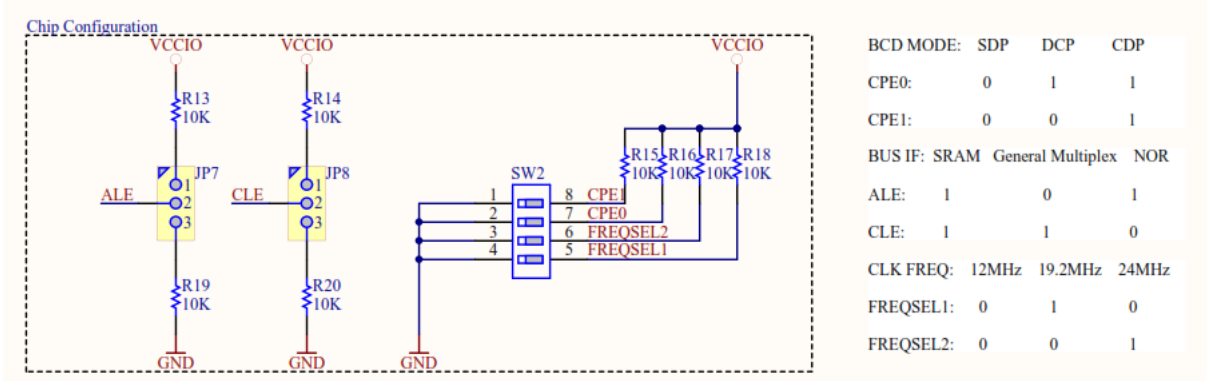 Chip Configuration
VCCIO VCCIO VCCIO
R13 10K
R14 10K
JP7 1 2 3
ALE
JP8 1 2 3
CLE
R19 10K
R20 10K
GND GND GND
R15 R16 R17 R18
10K 10K 10K 10K
SW2
1 8 CPE1
2 7 CPE0
3 6 FREQSEL2
4 5 FREQSEL1
BCD MODE: SDP DCP CDP
CPE0: 0 1 1
CPE1: 0 0 1
BUS IF: SRAM General Multiplex NOR
ALE: 1 0 1
CLE: 1 1 0
CLK FREQ: 12MHz 19.2MHz 24MHz
FREQSEL1: 0 1 0
FREQSEL2: 0 0 1